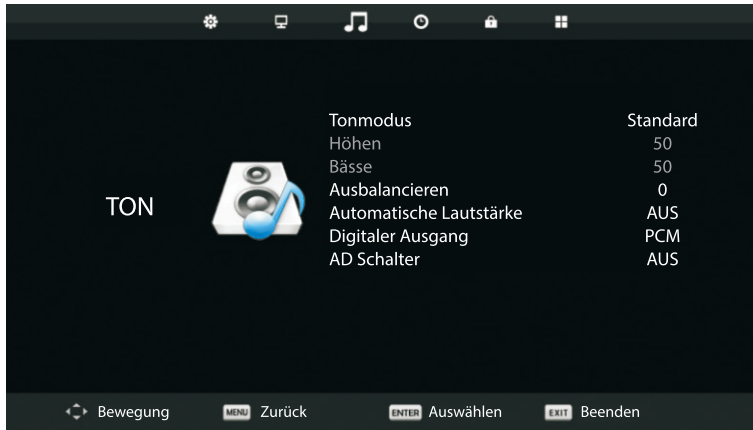 TON
Tonmodus Standard
Höhen 50
Bässe 50
Ausbalancieren 0
Automatische Lautstärke AUS
Digitaler Ausgang PCM
AD Schalter AUS
Bewegung MENU Zurück ENTER Auswählen EXIT Beenden